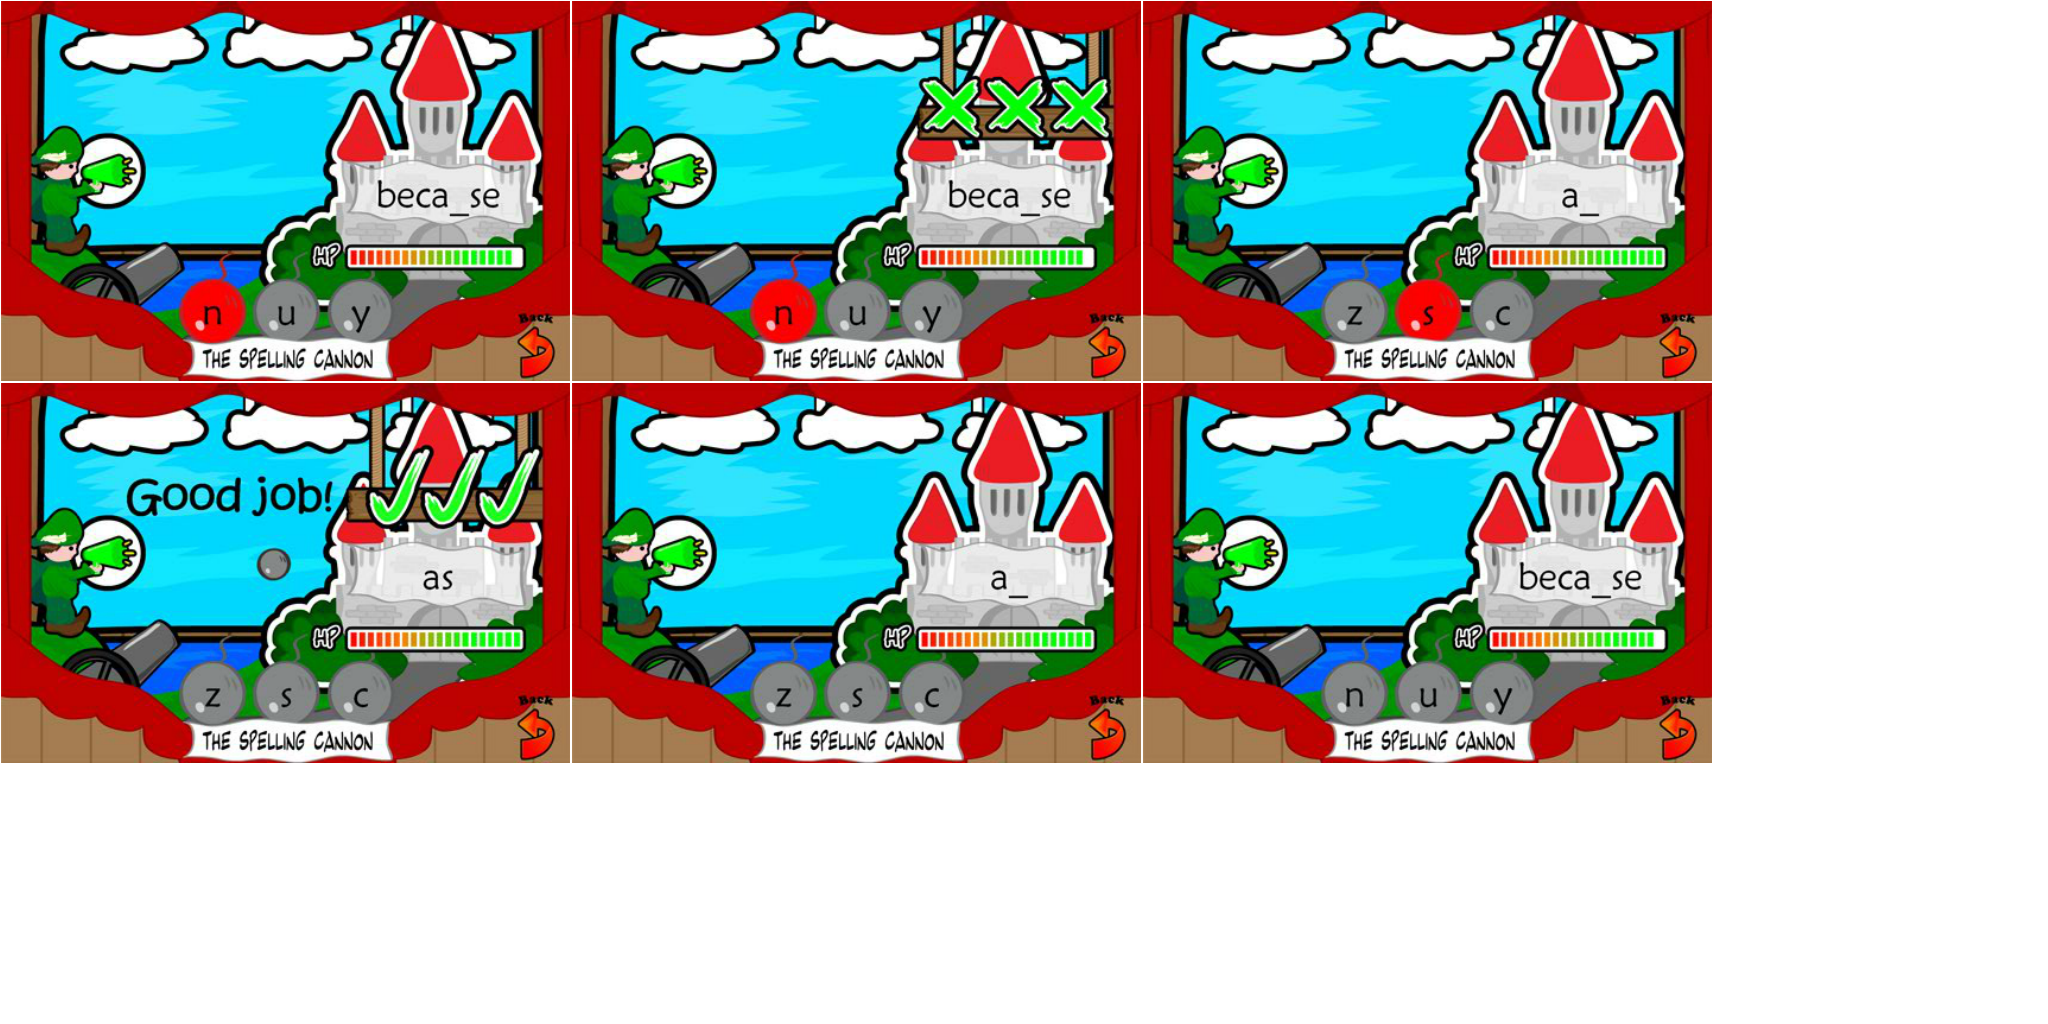 beca_se
HP
n u y
Back
THE SPELLING CANNON
beca_se
HP
n u y
Back
THE SPELLING CANNON
a_
HP
z s c
Back
THE SPELLING CANNON
Good job!
as
HP
z s c
Back
THE SPELLING CANNON
a_
HP
z s c
Back
THE SPELLING CANNON
beca_se
HP
n u y
Back
THE SPELLING CANNON